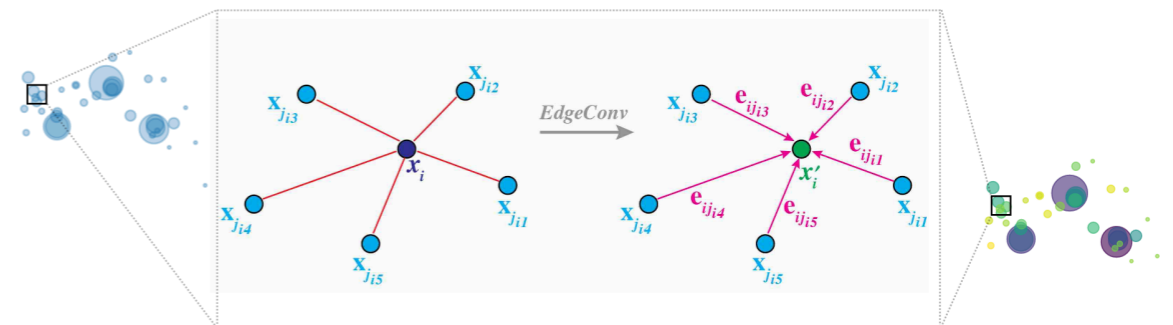 x_{j_{i2}} x_{j_{i2}}
x_{j_{i3}} EdgeConv x_{j_{i3}} e_{ij_{i3}} e_{ij_{i2}}
x_i x'_i e_{ij_{i1}}
x_{j_{i4}} x_{j_{i1}} x_{j_{i4}} e_{ij_{i4}} e_{ij_{i5}} x_{j_{i1}}
x_{j_{i5}} x_{j_{i5}}